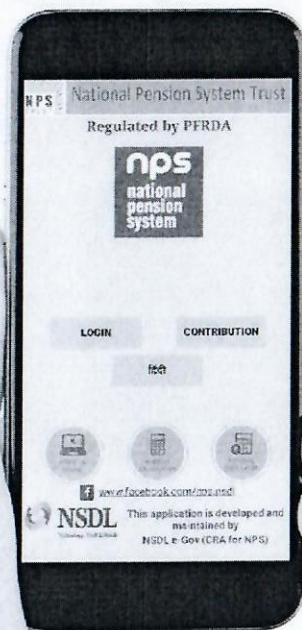 NPS National Pension System Trust
Regulated by PFRDA
nps
national
pension
system
LOGIN CONTRIBUTION
हिंदी
www.facebook.com/nps.nsdl
NSDL
This application is developed and
maintained by
NSDL e-Gov (CRA for NPS)